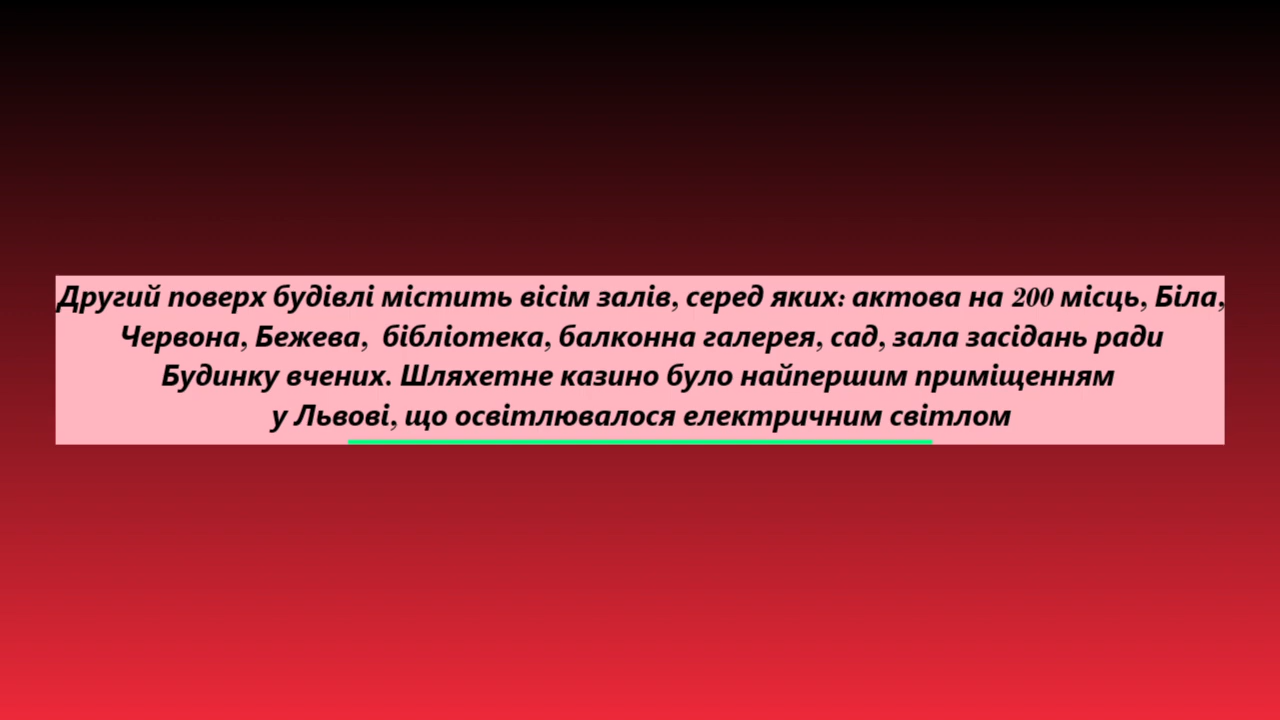 Другий поверх будівлі містить вісім залів, серед яких: актова на 200 місць, Біла,
Червона, Бежева,  бібліотека, балконна галерея, сад, зала засідань ради
Будинку вчених. Шляхетне казино було найпершим приміщенням
у Львові, що освітлювалося електричним світлом